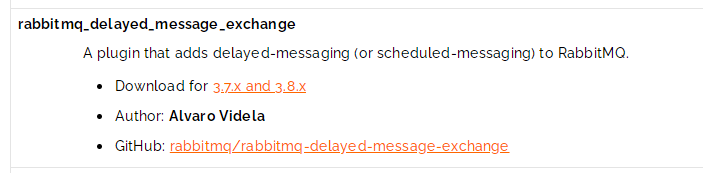 rabbitmq_delayed_message_exchange
A plugin that adds delayed-messaging (or scheduled-messaging) to RabbitMQ.
• Download for 3.7.x and 3.8.x
• Author: Alvaro Videla
• GitHub: rabbitmq/rabbitmq-delayed-message-exchange